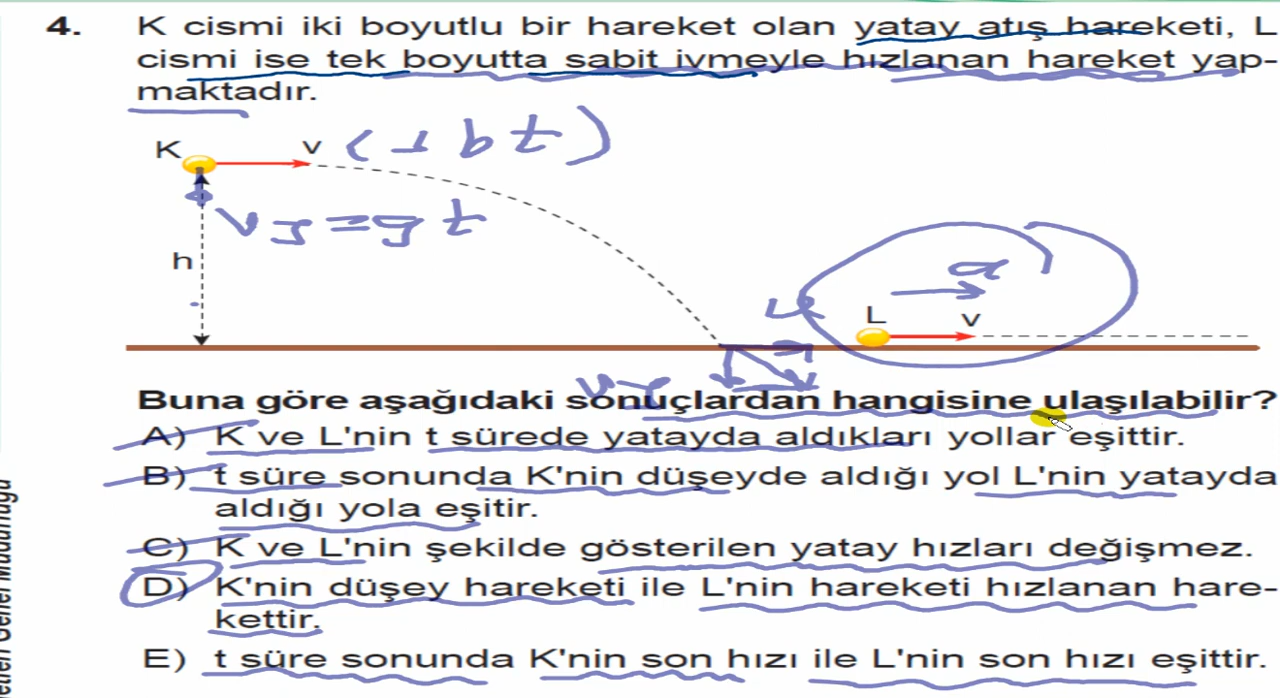 4. K cismi iki boyutlu bir hareket olan yatay atış hareketi, L
cismi ise tek boyutta sabit ivmeyle hızlanan hareket yap-
maktadır.
K v
h
L v
a
Buna göre aşağıdaki sonuçlardan hangisine ulaşılabilir?
A) K ve L'nin t sürede yatayda aldıkları yollar eşittir.
B) t süre sonunda K'nin düşeyde aldığı yol L'nin yatayda
aldığı yola eşitir.
C) K ve L'nin şekilde gösterilen yatay hızları değişmez.
D) K'nin düşey hareketi ile L'nin hareketi hızlanan hare-
kettir.
E) t süre sonunda K'nin son hızı ile L'nin son hızı eşittir.